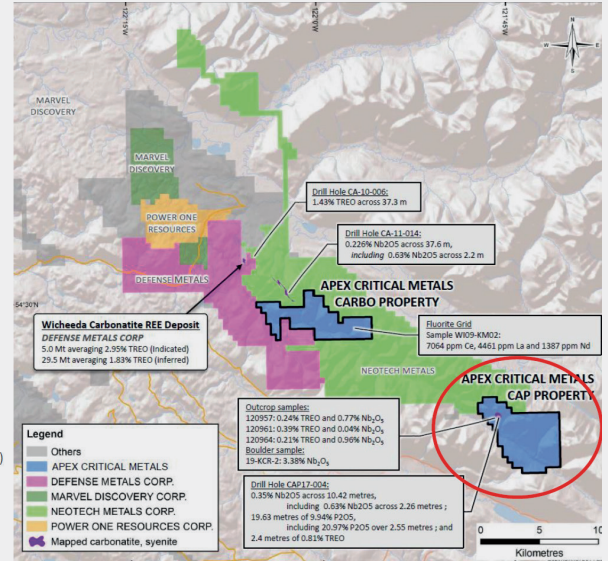 122°15'W
122°0'W
121°45'W
N
W
E
S
MARVEL
DISCOVERY
MARVEL
DISCOVERY
POWER ONE
RESOURCES
DEFENSE METALS
54°30'N
Drill Hole CA-10-006:
1.43% TREO across 37.3 m
Drill Hole CA-11-014:
0.226% Nb2O5 across 37.6 m,
including 0.63% Nb2O5 across 2.2 m
APEX CRITICAL METALS
CARBO PROPERTY
Wicheeda Carbonatite REE Deposit
DEFENSE METALS CORP
5.0 Mt averaging 2.95% TREO (Indicated)
29.5 Mt averaging 1.83% TREO (Inferred)
Fluorite Grid
Sample WI09-KM02:
7064 ppm Ce, 4461 ppm La and 1387 ppm Nd
NEOTECH METALS
APEX CRITICAL METALS
CAP PROPERTY
Outcrop samples:
120957: 0.24% TREO and 0.77% Nb₂O₅
120961: 0.39% TREO and 0.04% Nb₂O₅
120964: 0.21% TREO and 0.96% Nb₂O₅
Boulder sample:
19-KCR-2: 3.38% Nb₂O₅
Drill Hole CAP17-004:
0.35% Nb2O5 across 10.42 metres,
including 0.63% Nb2O5 across 2.26 metres ;
19.63 metres of 9.94% P2O5,
including 20.97% P2O5 over 2.55 metres ; and
2.4 metres of 0.81% TREO
)
Legend
Others
APEX CRITICAL METALS
DEFENSE METALS CORP.
MARVEL DISCOVERY CORP.
NEOTECH METALS CORP.
POWER ONE RESOURCES CORP.
Mapped carbonatite, syenite
0 5 10
Kilometres